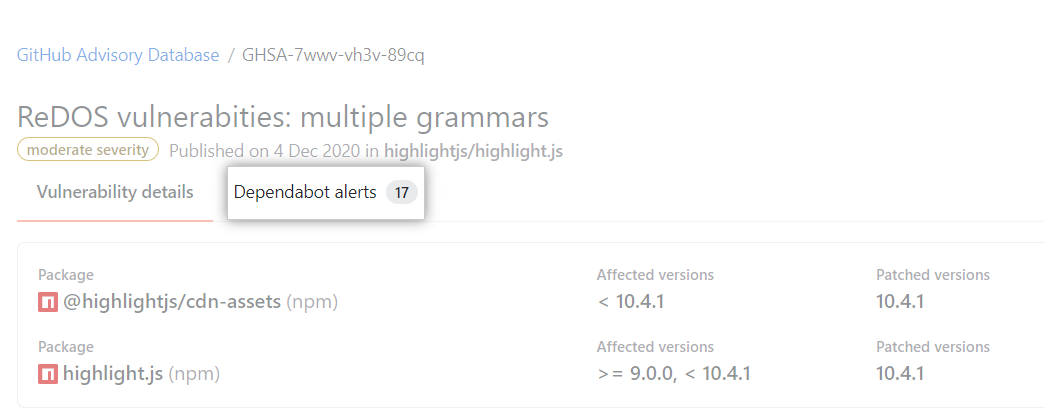 GitHub Advisory Database / GHSA-7wwv-vh3v-89cq
ReDOS vulnerabities: multiple grammars
moderate severity Published on 4 Dec 2020 in highlightjs/highlight.js
Vulnerability details Dependabot alerts 17
Package Affected versions Patched versions
@highlightjs/cdn-assets (npm) < 10.4.1 10.4.1
Package Affected versions Patched versions
highlight.js (npm) >= 9.0.0, < 10.4.1 10.4.1